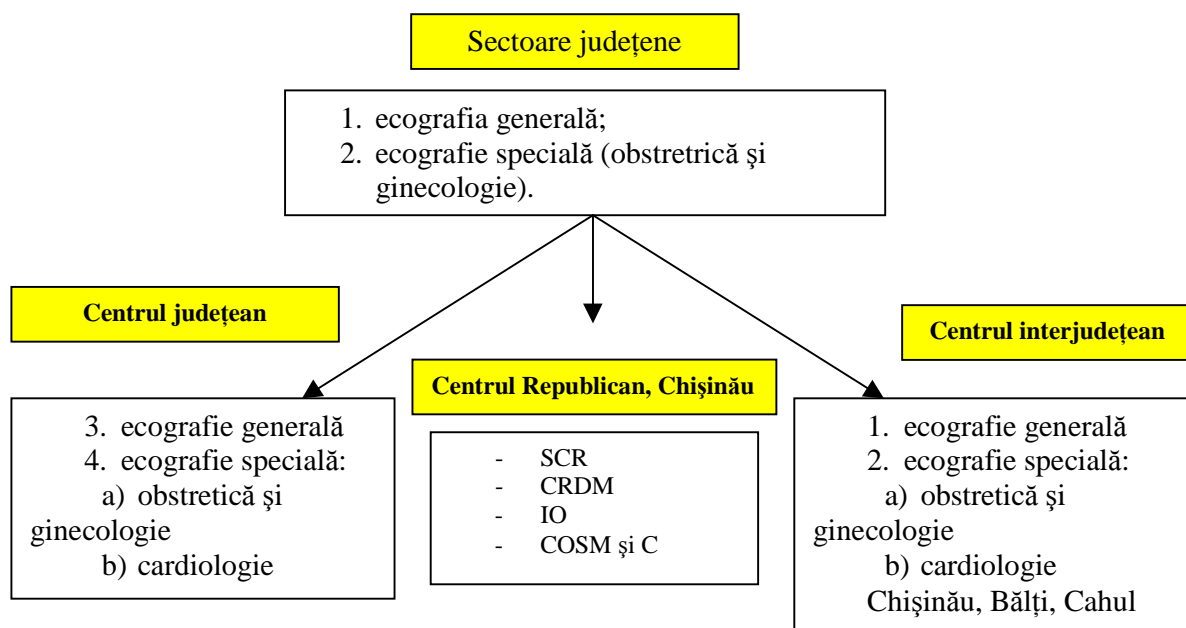 Sectoare județene
1. ecografia generală;
2. ecografie specială (obstretrică şi
ginecologie).
Centrul județean
3. ecografie generală
4. ecografie specială:
a) obstretică şi
ginecologie
b) cardiologie
Centrul Republican, Chişinău
- SCR
- CRDM
- IO
- COSM şi C
Centrul interjudețean
1. ecografie generală
2. ecografie specială:
a) obstretică şi
ginecologie
b) cardiologie
Chişinău, Bălți, Cahul